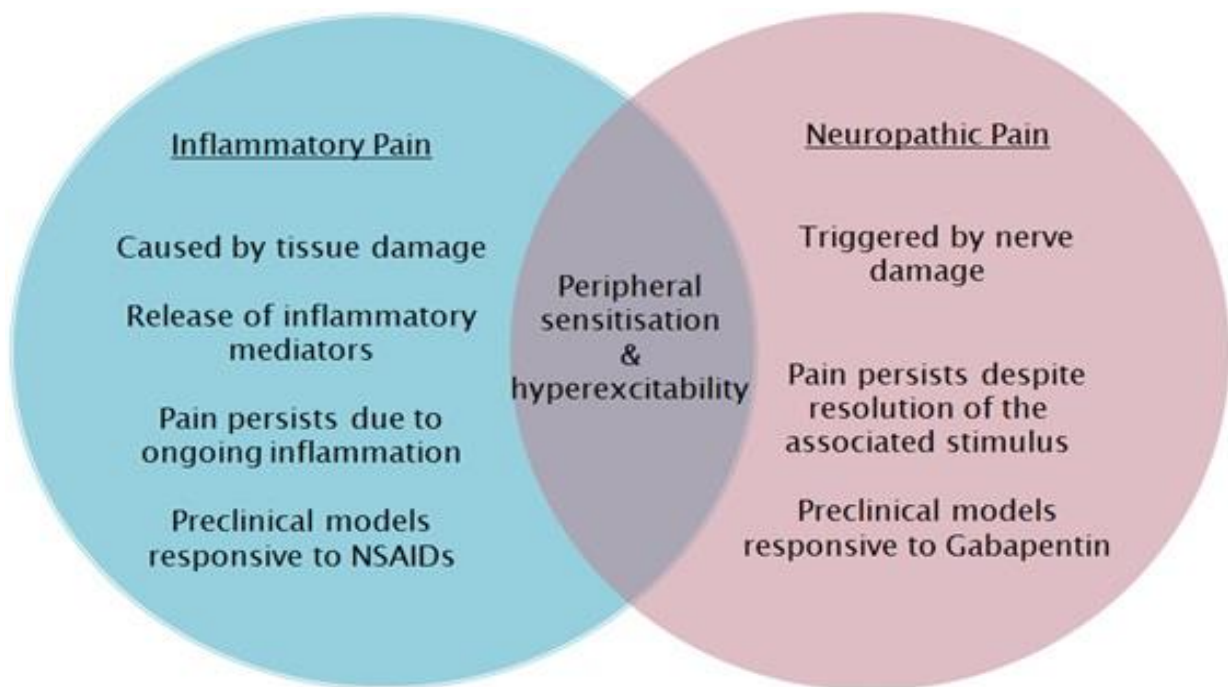 Inflammatory Pain
Caused by tissue damage
Release of inflammatory
mediators
Pain persists due to
ongoing inflammation
Preclinical models
responsive to NSAIDs
Peripheral
sensitisation
&
hyperexcitability
Neuropathic Pain
Triggered by nerve
damage
Pain persists despite
resolution of the
associated stimulus
Preclinical models
responsive to Gabapentin